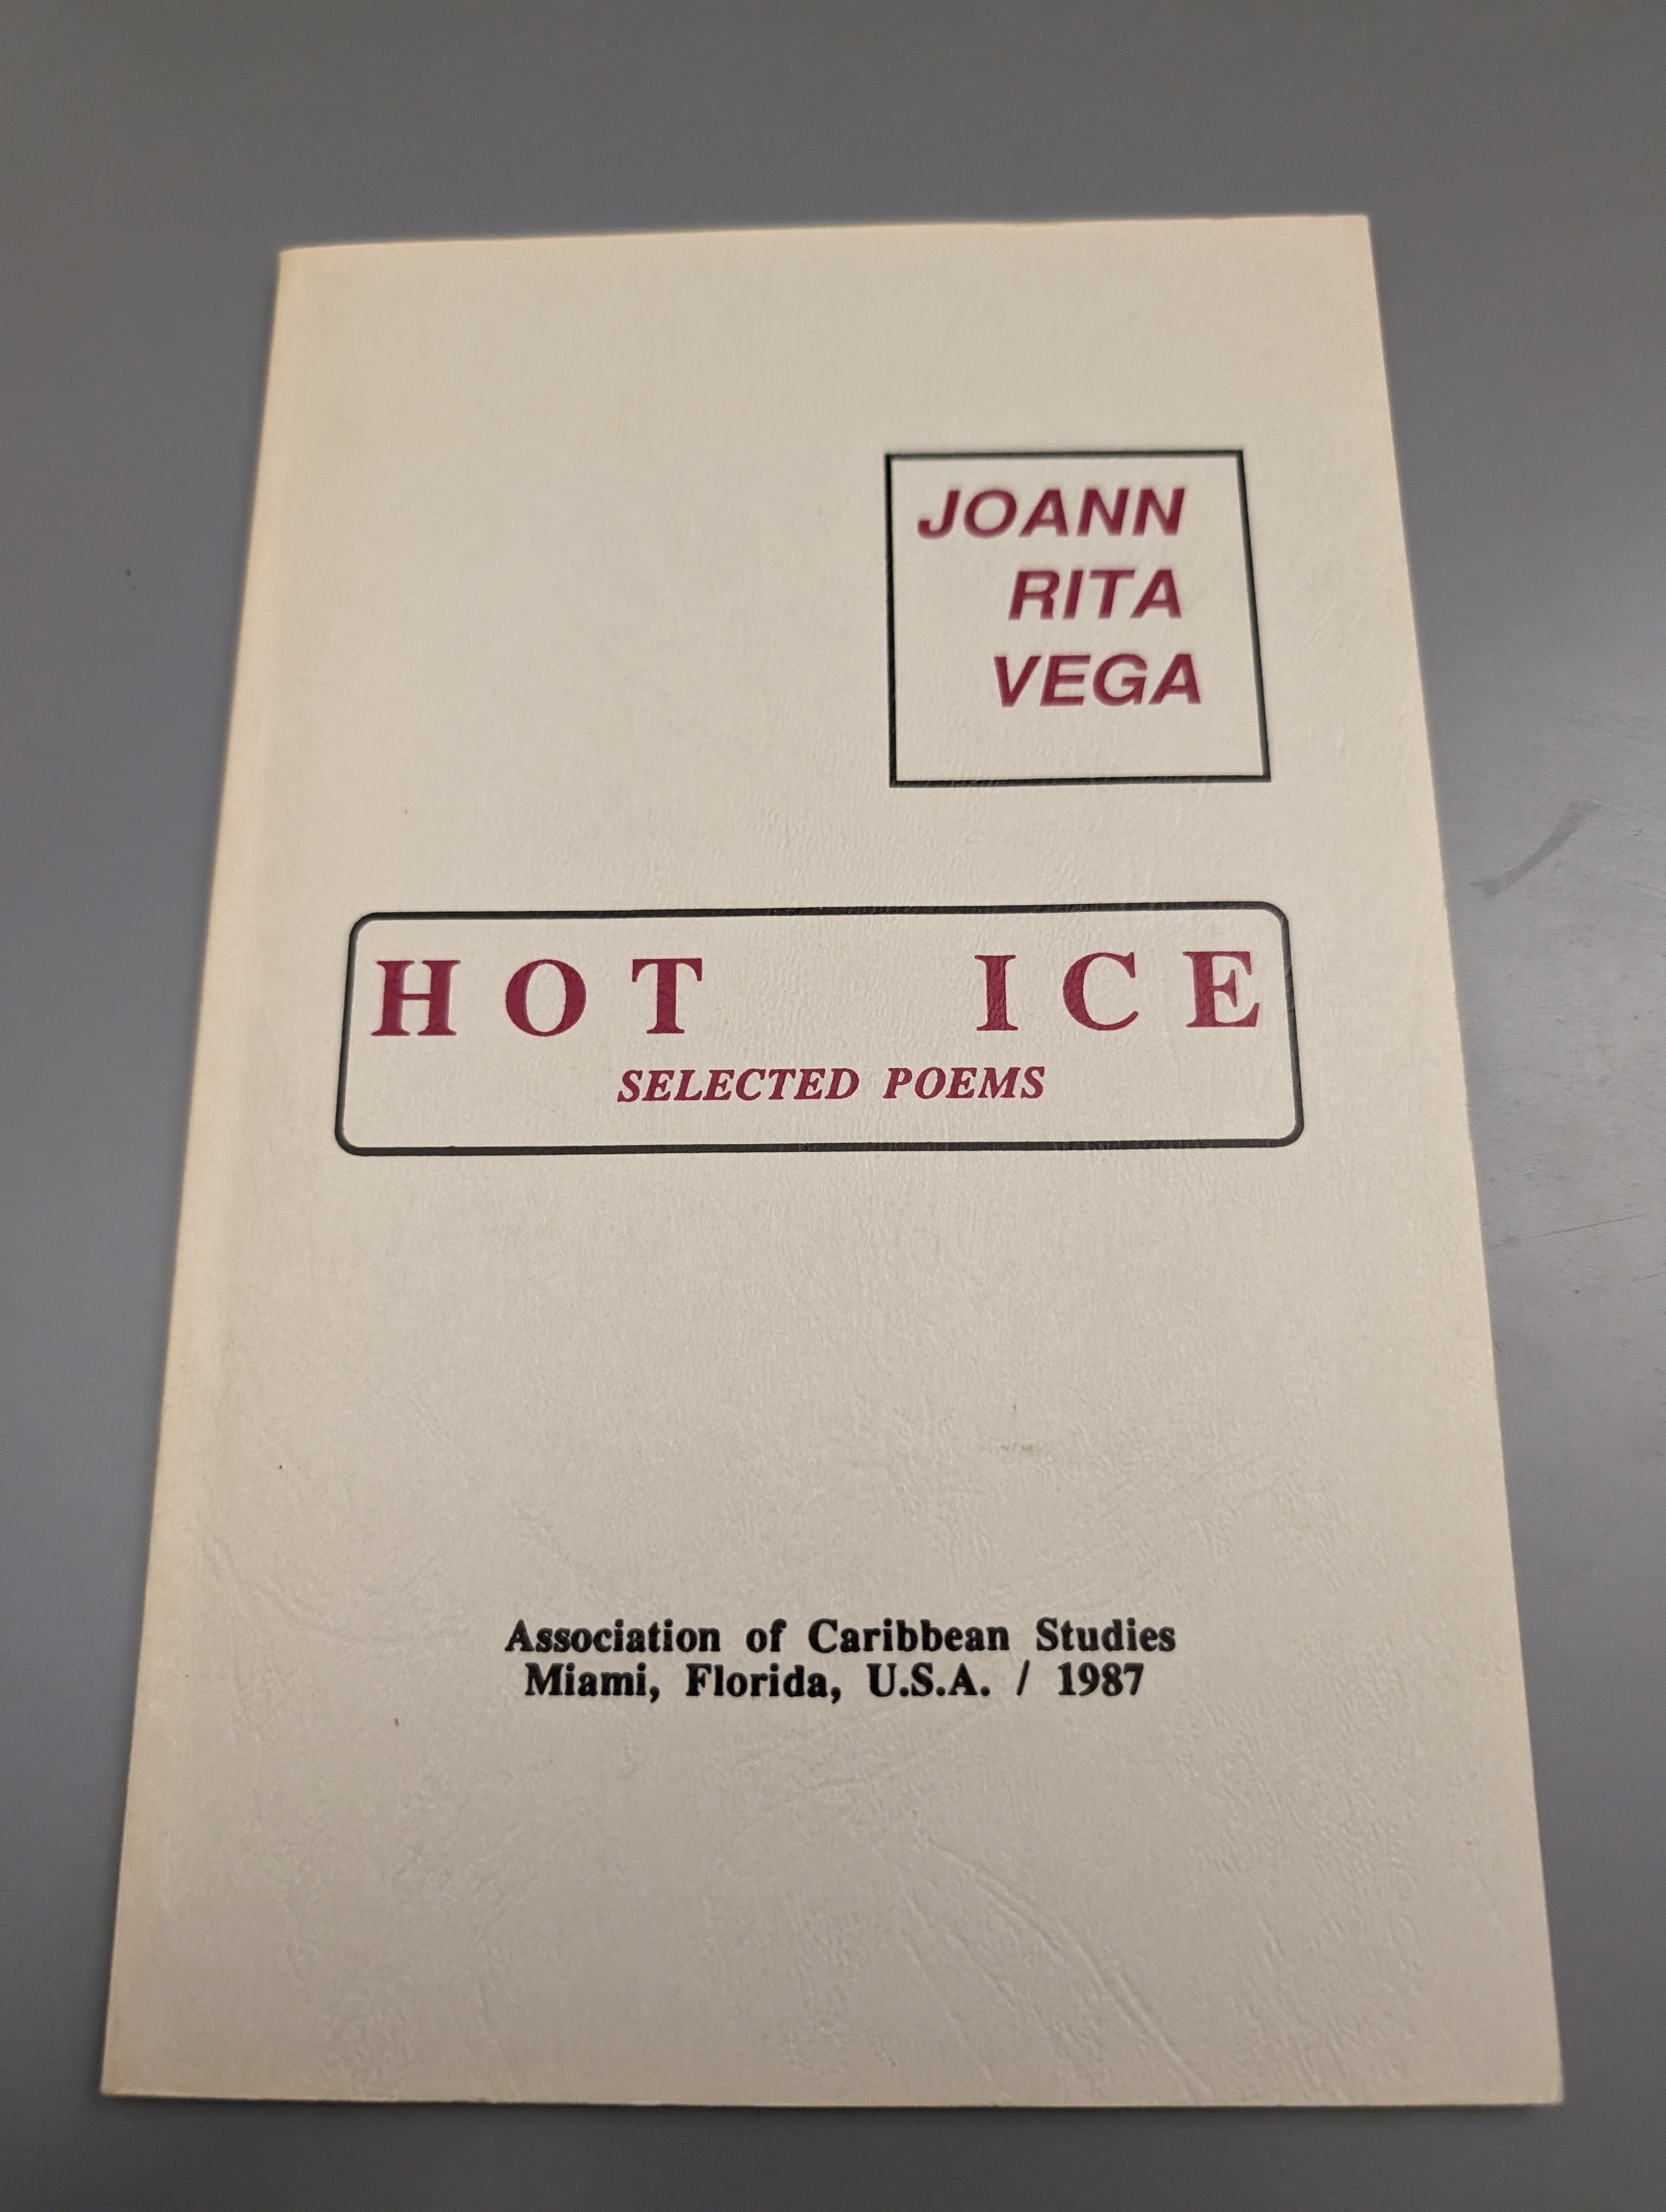 JOANN
RITA
VEGA
HOT ICE
SELECTED POEMS
Association of Caribbean Studies
Miami, Florida, U.S.A. / 1987